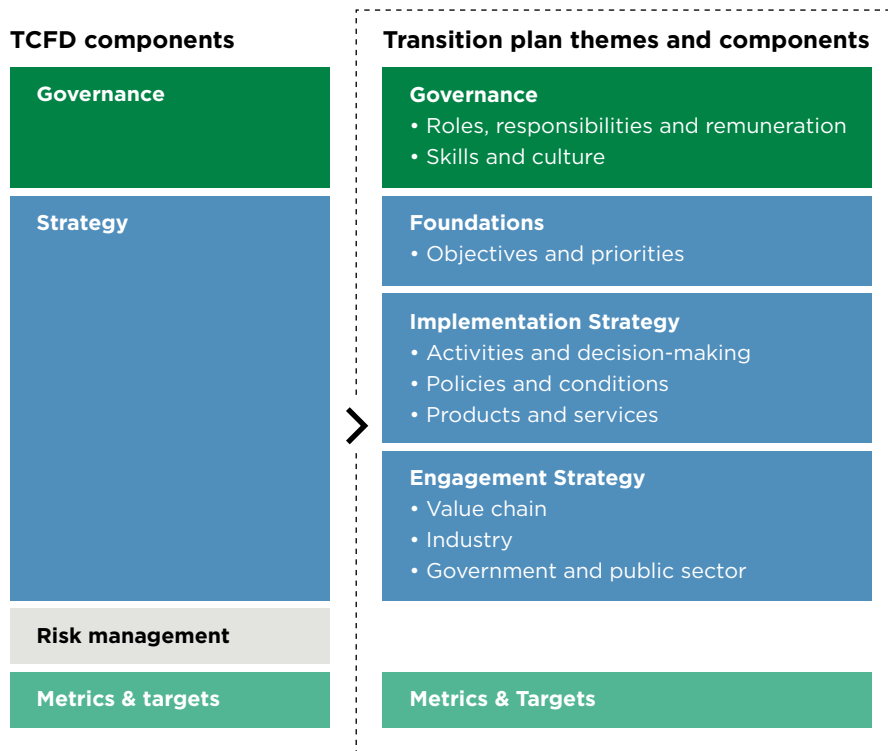 TCFD components
Governance
Strategy
Risk management
Metrics & targets
Transition plan themes and components
Governance
• Roles, responsibilities and remuneration
• Skills and culture
Foundations
• Objectives and priorities
Implementation Strategy
• Activities and decision-making
• Policies and conditions
• Products and services
Engagement Strategy
• Value chain
• Industry
• Government and public sector
Metrics & Targets